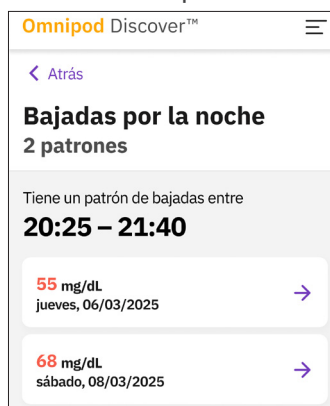 Omnipod Discover™
Atrás
Bajadas por la noche
2 patrones
Tiene un patrón de bajadas entre
20:25 – 21:40
55 mg/dL
jueves, 06/03/2025
68 mg/dL
sábado, 08/03/2025